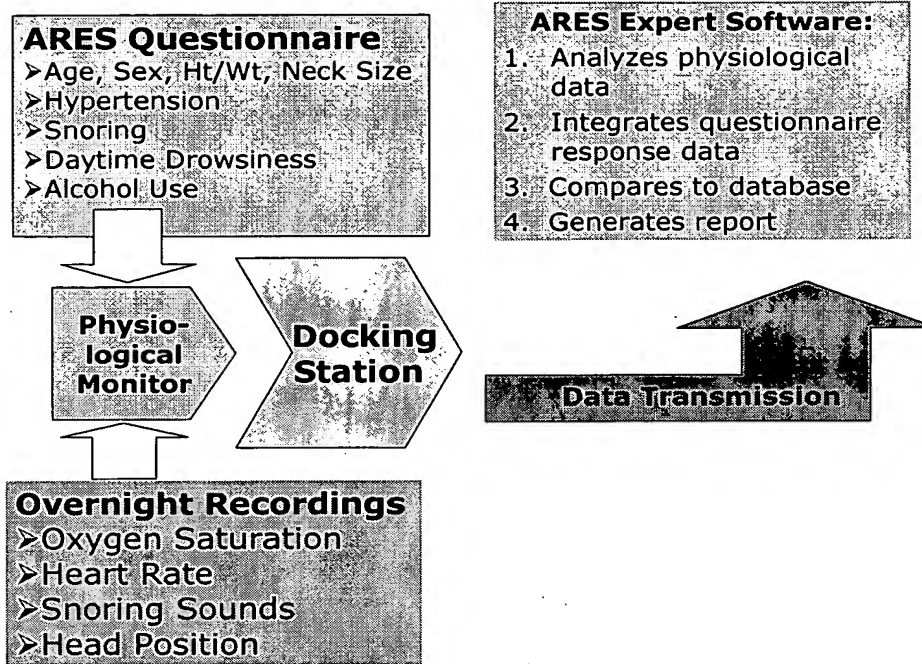 ARES Questionnaire
➢Age, Sex, Ht/Wt, Neck Size
➢Hypertension
➢Snoring
➢Daytime Drowsiness
➢Alcohol Use
ARES Expert Software:
1. Analyzes physiological
data
2. Integrates questionnaire
response data
3. Compares to database
4. Generates report
Physio-
logical
Monitor
Docking
Station
Data Transmission
Overnight Recordings
➢Oxygen Saturation
➢Heart Rate
➢Snoring Sounds
➢Head Position